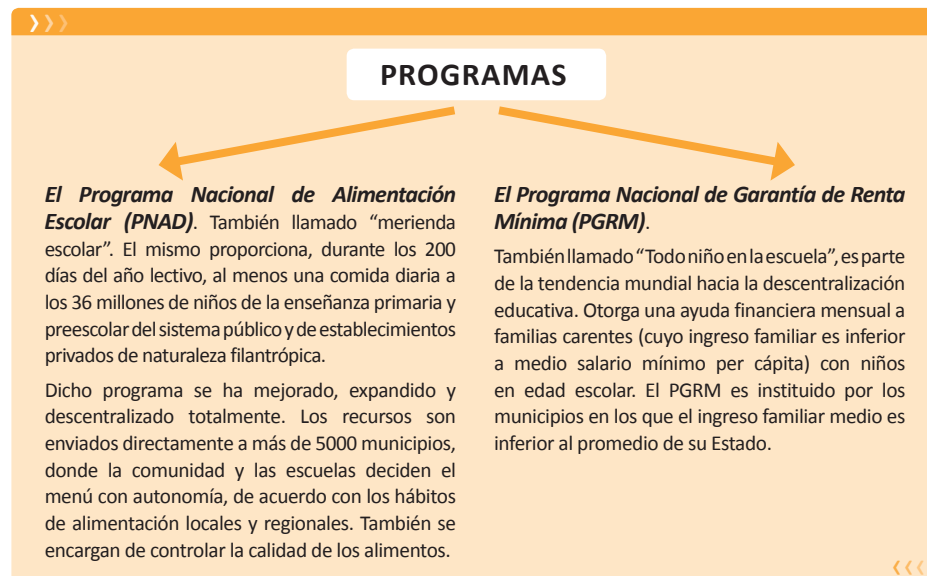 PROGRAMAS
El Programa Nacional de Alimentación
Escolar (PNAD). También llamado “merienda
escolar”. El mismo proporciona, durante los 200
días del año lectivo, al menos una comida diaria a
los 36 millones de niños de la enseñanza primaria y
preescolar del sistema público y de establecimientos
privados de naturaleza filantrópica.
Dicho programa se ha mejorado, expandido y
descentralizado totalmente. Los recursos son
enviados directamente a más de 5000 municipios,
donde la comunidad y las escuelas deciden el
menú con autonomía, de acuerdo con los hábitos
de alimentación locales y regionales. También se
encargan de controlar la calidad de los alimentos.
El Programa Nacional de Garantía de Renta
Mínima (PGRM).
También llamado “Todo niño en la escuela”, es parte
de la tendencia mundial hacia la descentralización
educativa. Otorga una ayuda financiera mensual a
familias carentes (cuyo ingreso familiar es inferior
a medio salario mínimo per cápita) con niños
en edad escolar. El PGRM es instituido por los
municipios en los que el ingreso familiar medio es
inferior al promedio de su Estado.